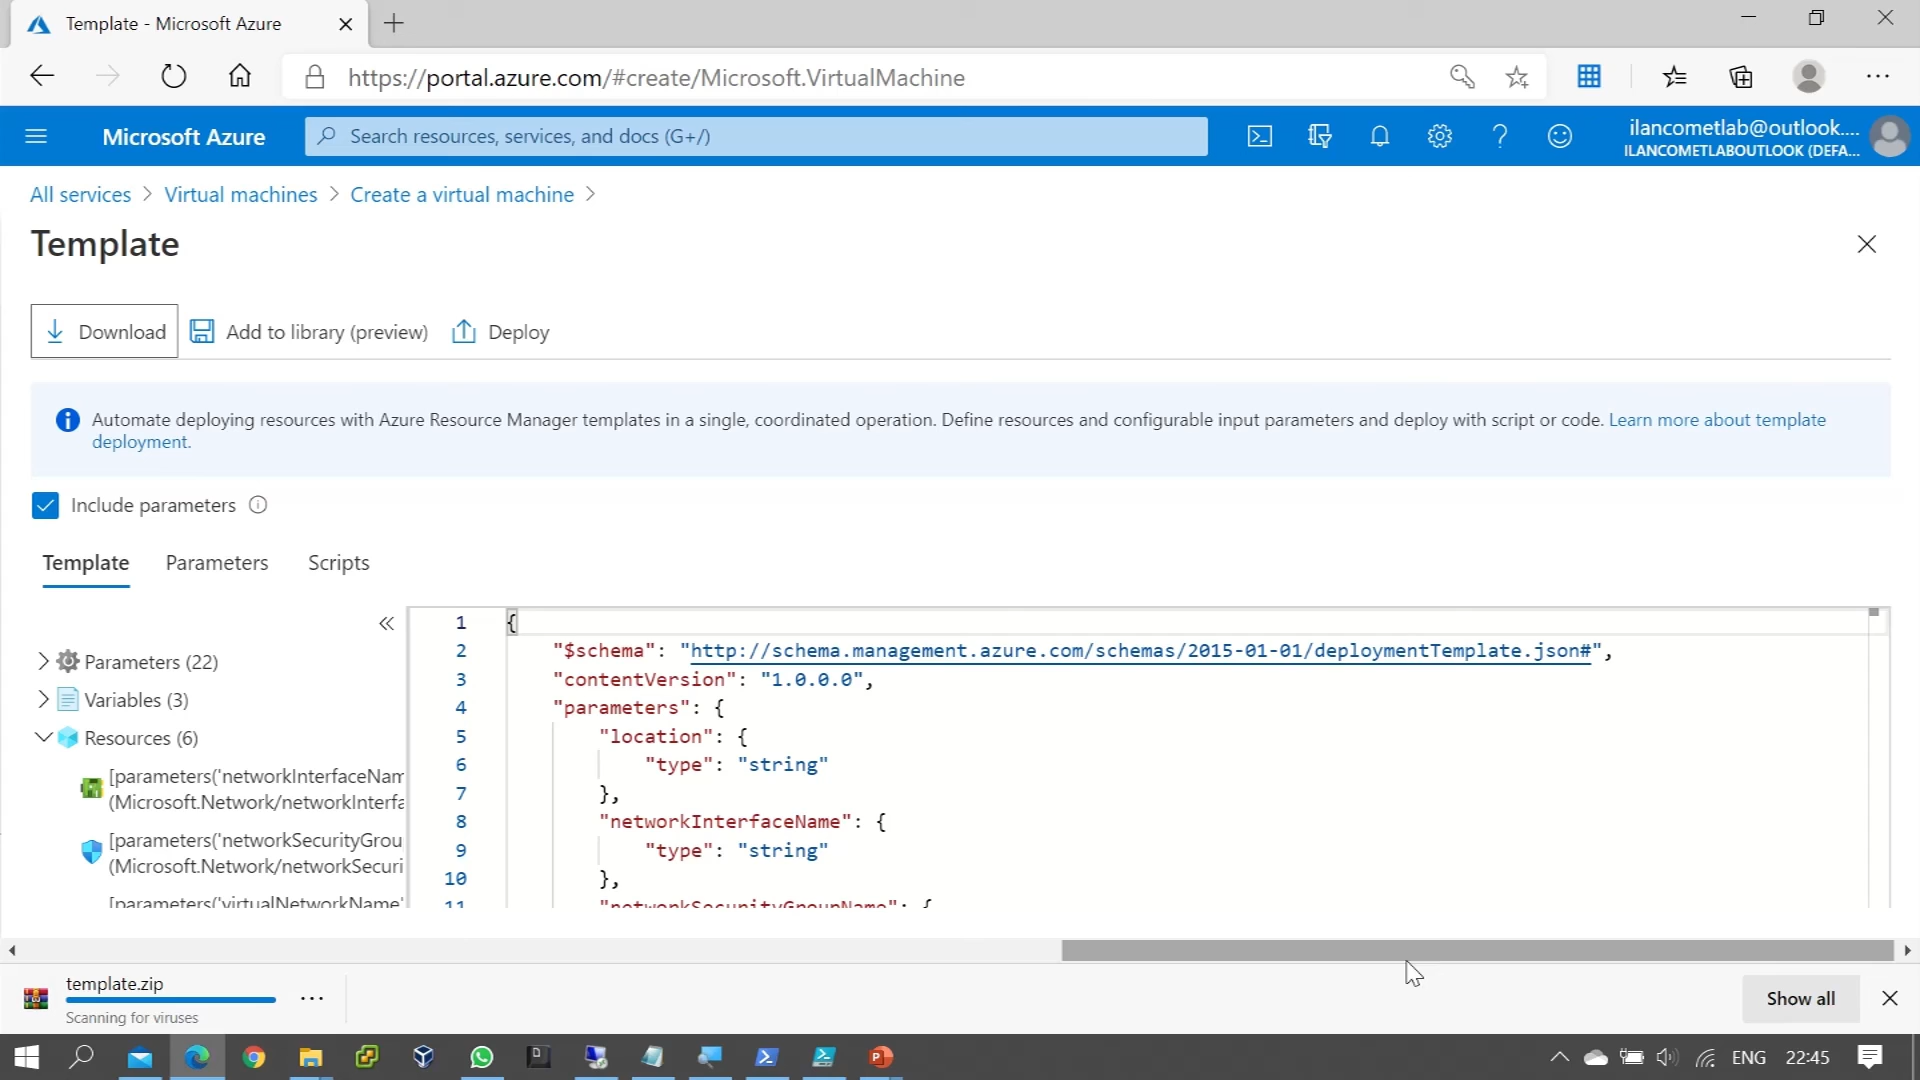 Template - Microsoft Azure
https://portal.azure.com/#create/Microsoft.VirtualMachine
Microsoft Azure
Search resources, services, and docs (G+/)
ilancometlab@outlook....
ILANCOMETLABOUTLOOK (DEFA...
All services > Virtual machines > Create a virtual machine >
Template
Download
Add to library (preview)
Deploy
Automate deploying resources with Azure Resource Manager templates in a single, coordinated operation. Define resources and configurable input parameters and deploy with script or code. Learn more about template
deployment.
Include parameters
Template Parameters Scripts
Parameters (22)
Variables (3)
Resources (6)
[parameters('networkInterfaceNam
(Microsoft.Network/networkInterfa
[parameters('networkSecurityGrou
(Microsoft.Network/networkSecuri
[parameters('virtualNetworkName'
1 {
2 "$schema": "http://schema.management.azure.com/schemas/2015-01-01/deploymentTemplate.json#",
3 "contentVersion": "1.0.0.0",
4 "parameters": {
5 "location": {
6 "type": "string"
7 },
8 "networkInterfaceName": {
9 "type": "string"
10 },
11 "networkSecurityGroupName": {
template.zip
Scanning for viruses
Show all
ENG
22:45